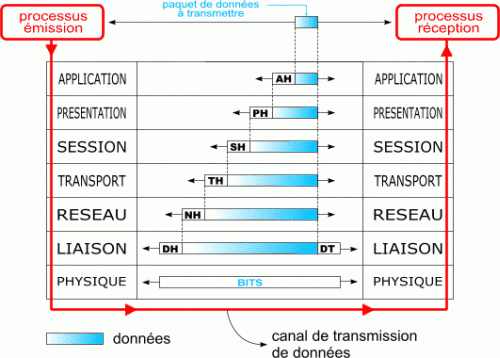 processus
émission
paquet de données
à transmettre
processus
réception
APPLICATION
AH
APPLICATION
PRESENTATION
PH
PRESENTATION
SESSION
SH
SESSION
TRANSPORT
TH
TRANSPORT
RESEAU
NH
RESEAU
LIAISON
DH
DT
LIAISON
PHYSIQUE
BITS
PHYSIQUE
données
canal de transmission
de données